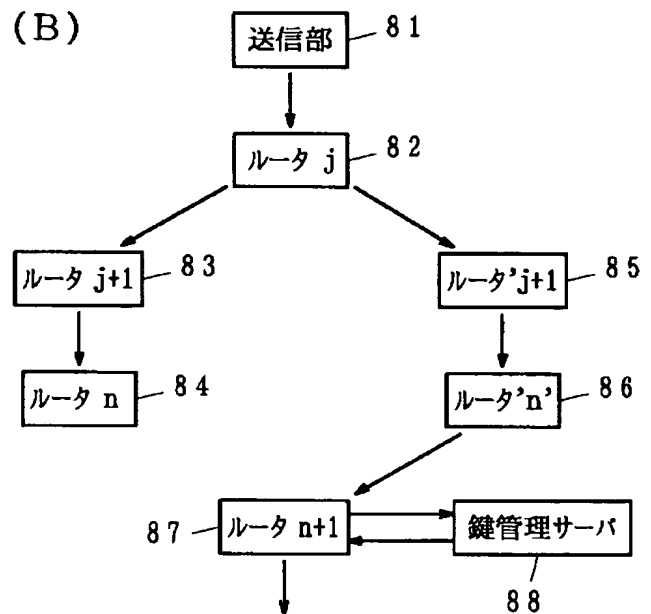 (B)
送信部 81
ルータ j 82
ルータ j+1 83
ルータ'j+1 85
ルータ n 84
ルータ'n' 86
87 ルータ n+1
鍵管理サーバ
88